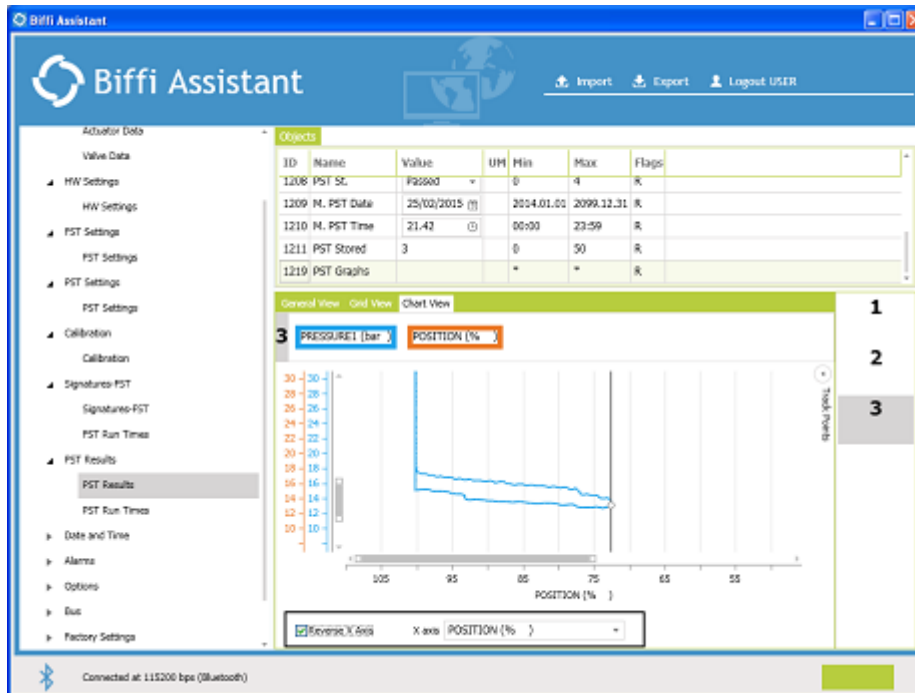 Biffi Assistant
Biffi Assistant
Import Export Logout USER
Actuator Data
Valve Data
HW Settings
HW Settings
FST Settings
FST Settings
PST Settings
PST Settings
Calibration
Calibration
Signatures-FST
Signatures-FST
FST Run Times
PST Results
PST Results
PST Run Times
Date and Time
Alarms
Options
Bus
Factory Settings
Objects
ID Name Value UM Min Max Flags
1208 PST St. Passed 0 4 R
1209 M. PST Date 25/02/2015 2014.01.01 2099.12.31 R
1210 M. PST Time 21.42 00:00 23:59 R
1211 PST Stored 3 0 50 R
1219 PST Graphs * * R
General View Grid View Chart View
3 PRESSURE1 (bar ) POSITION (% )
30 30
28 28
26 26
24 24
22 22
20 20
18 18
16 16
14 14
12 12
10 10
Track Points
105 95 85 75 65 55
POSITION (% )
Reverse X Axis X axis POSITION (% )
1
2
3
Connected at 115200 bps (Bluetooth)